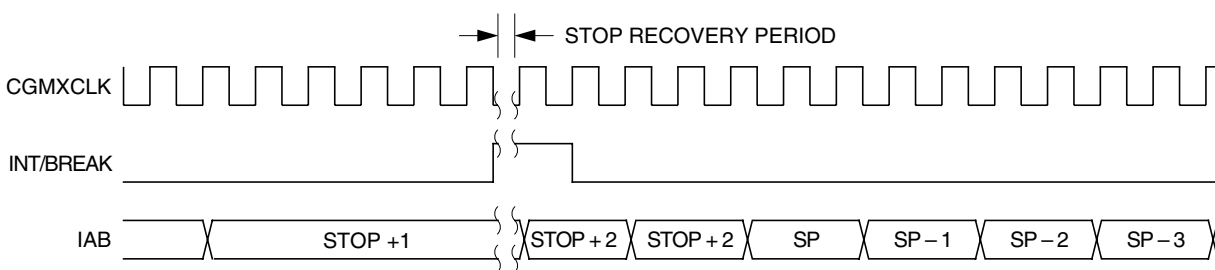 STOP RECOVERY PERIOD
CGMXCLK
INT/BREAK
IAB STOP +1 STOP + 2 STOP + 2 SP SP – 1 SP – 2 SP – 3